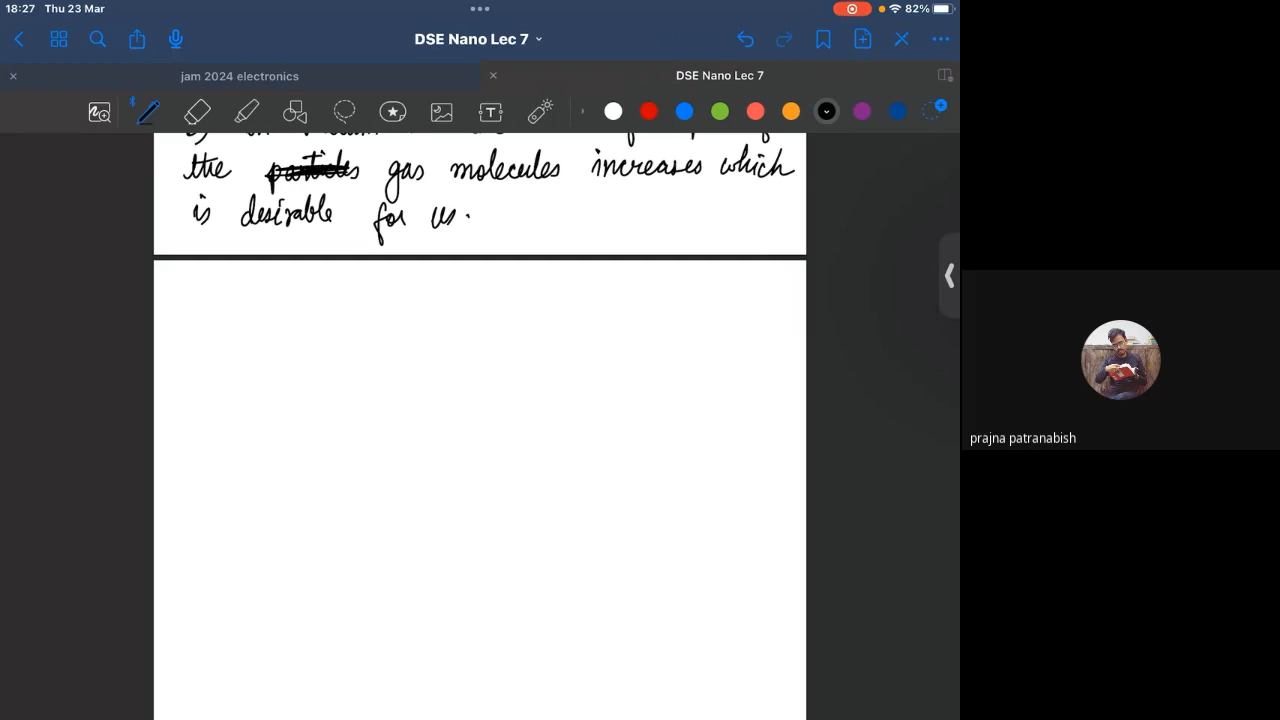 18:27 Thu 23 Mar
82%
DSE Nano Lec 7
jam 2024 electronics
DSE Nano Lec 7
the particles gas molecules increases which
is desirable for us.
prajna patranabish